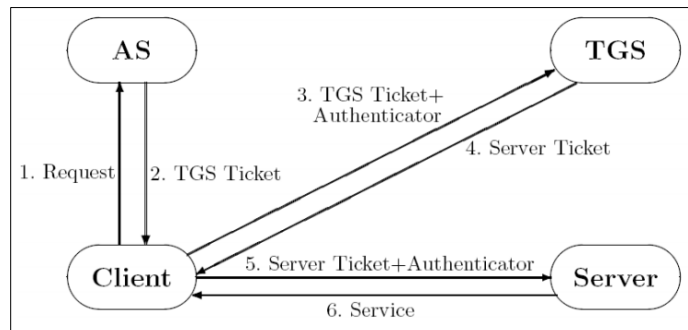 AS
TGS
3. TGS Ticket+
Authenticator
1. Request
2. TGS Ticket
4. Server Ticket
Client
5. Server Ticket+Authenticator
Server
6. Service